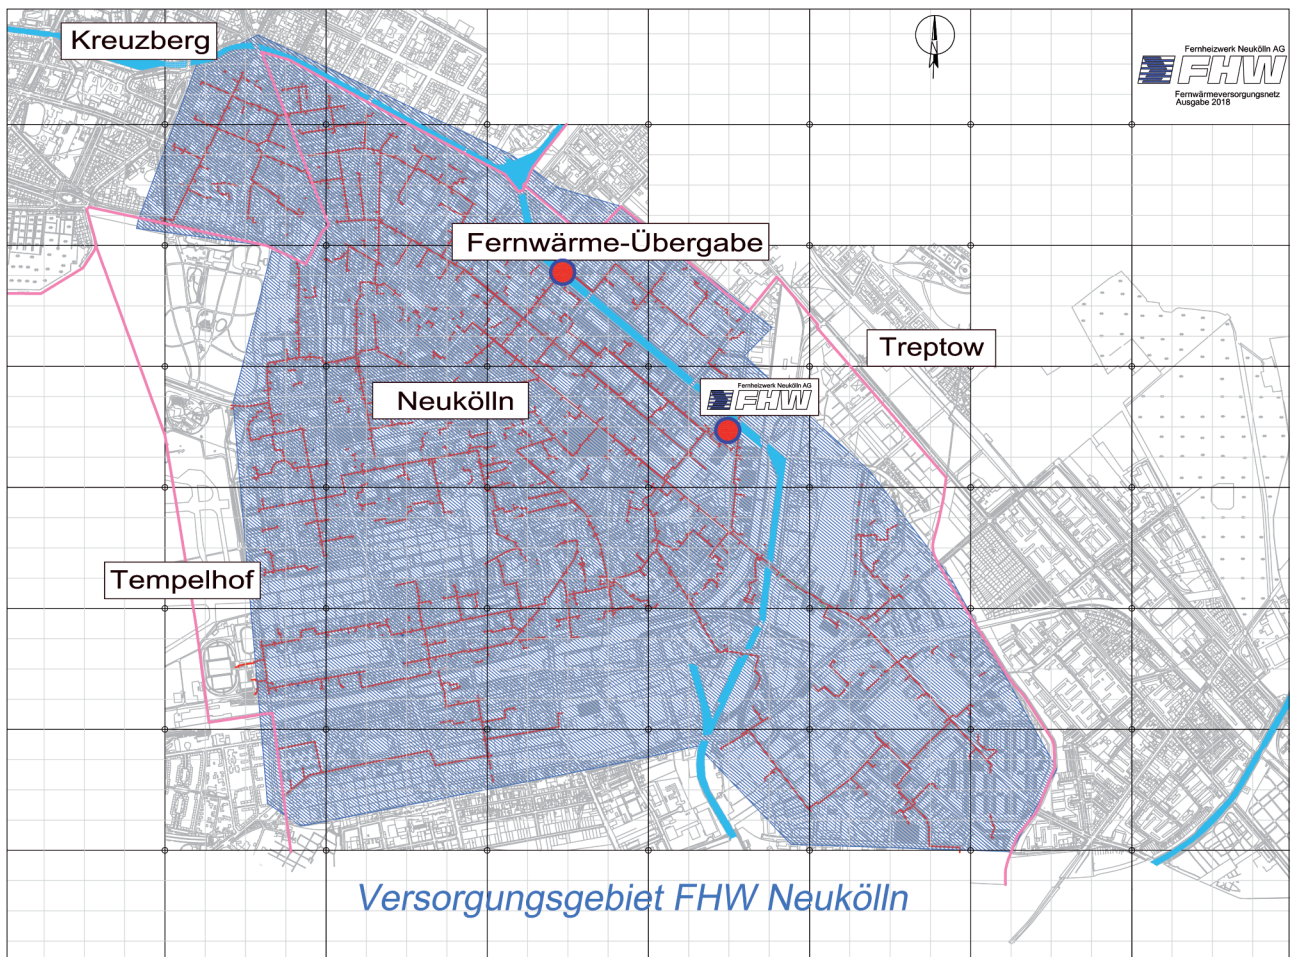 Kreuzberg
Fernheizwerk Neukölln AG
FHW
Fernwärmeversorgungsnetz
Ausgabe 2018
Fernwärme-Übergabe
Treptow
Fernheizwerk Neukölln AG
FHW
Neukölln
Tempelhof
Versorgungsgebiet FHW Neukölln